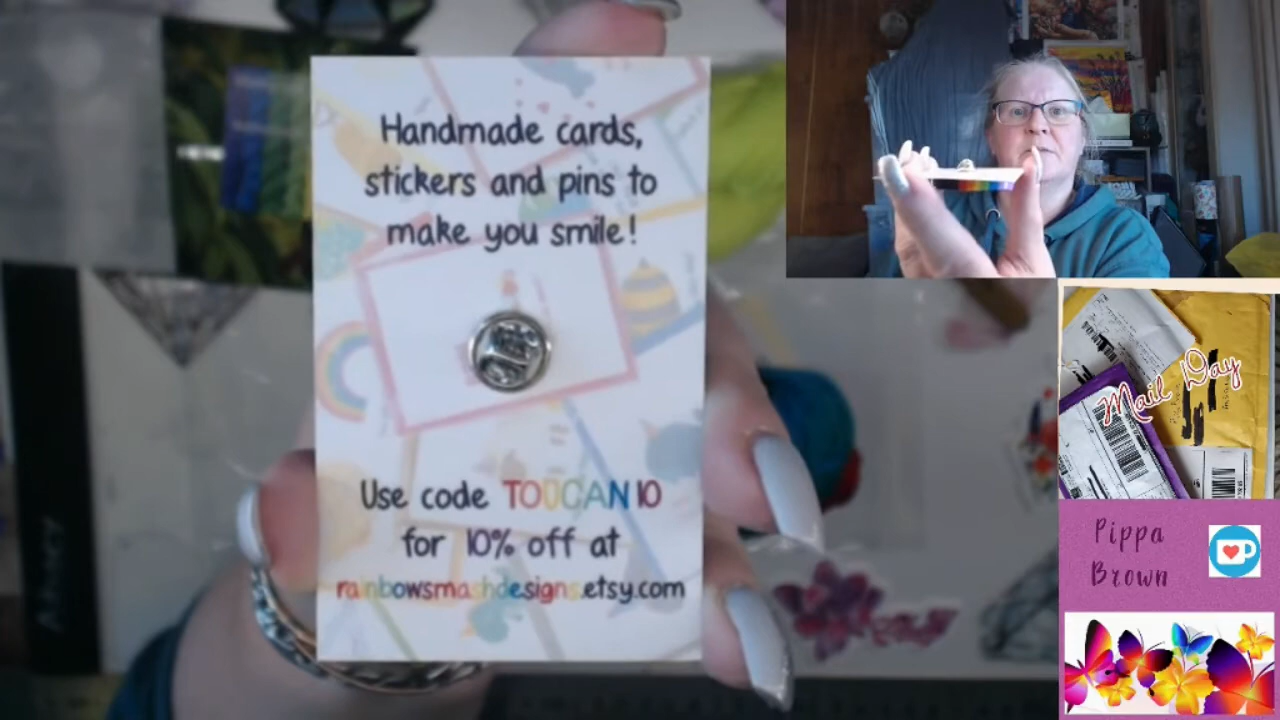 Handmade cards,
stickers and pins to
make you smile!
Use code TOUCAN10
for 10% off at
rainbowsmashdesigns.etsy.com
Mail Day
Pippa
Brown